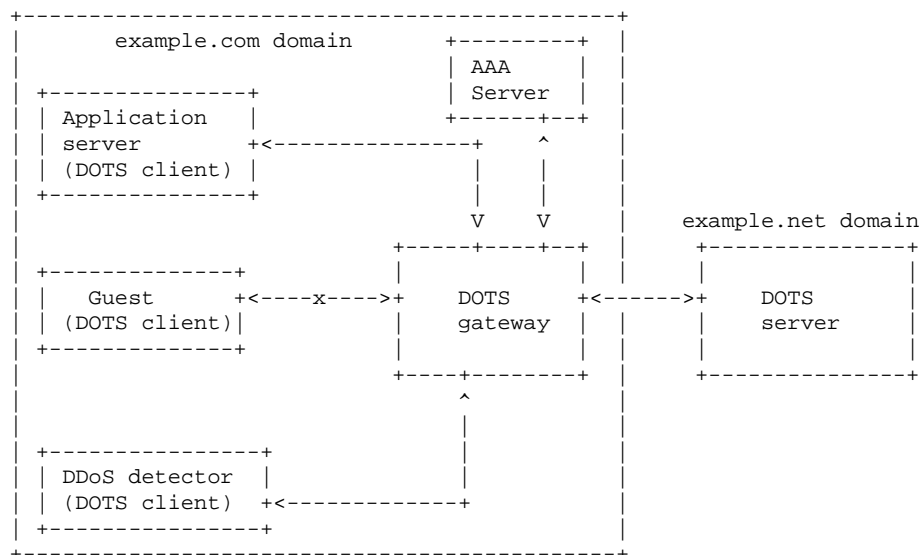 example.com domain
AAA
Server
Application
server
(DOTS client)
x
V V
example.net domain
Guest
(DOTS client)
DOTS
gateway
DOTS
server
DDoS detector
(DOTS client)